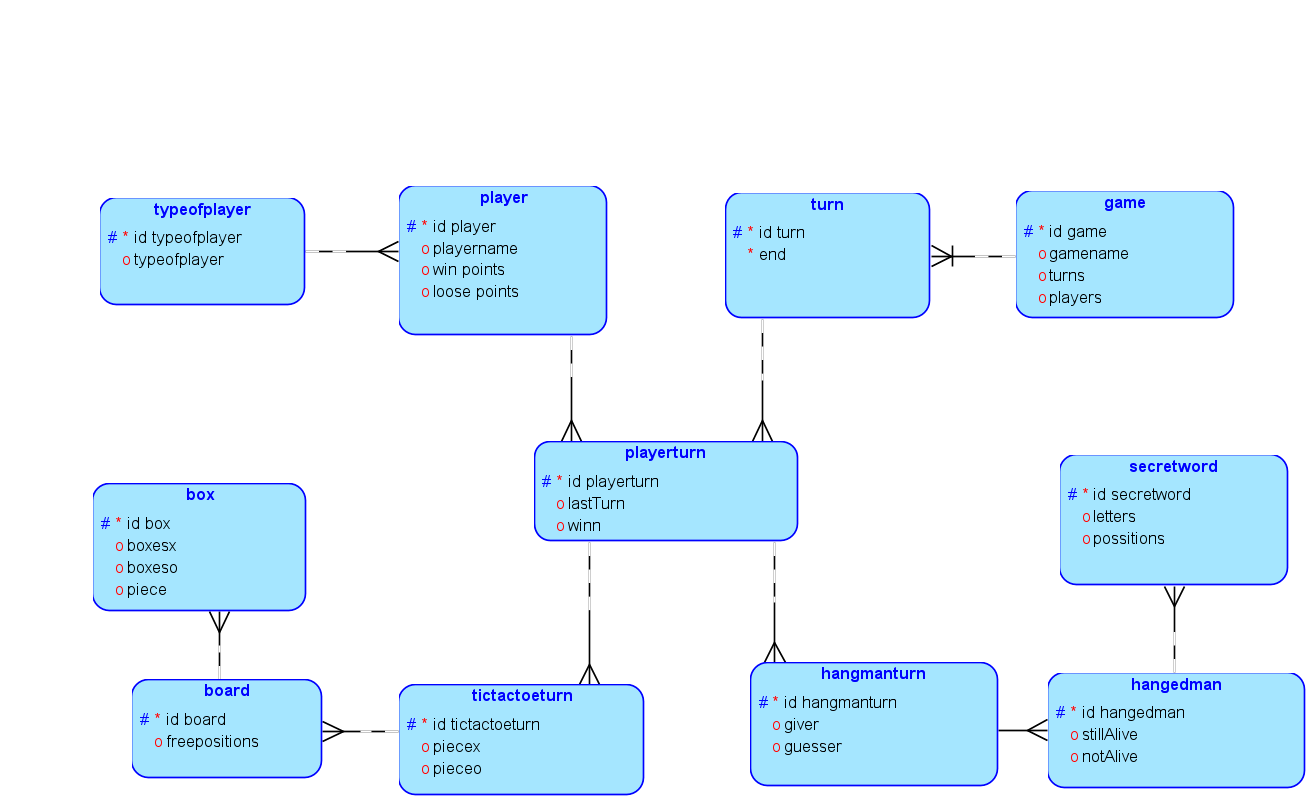 typeofplayer
# * id typeofplayer
o typeofplayer
player
# * id player
o playername
o win points
o loose points
turn
# * id turn
* end
game
# * id game
o gamename
o turns
o players
playerturn
# * id playerturn
o lastTurn
o winn
box
# * id box
o boxesx
o boxeso
o piece
secretword
# * id secretword
o letters
o possitions
board
# * id board
o freepositions
tictactoeturn
# * id tictactoeturn
o piecex
o pieceo
hangmanturn
# * id hangmanturn
o giver
o guesser
hangedman
# * id hangedman
o stillAlive
o notAlive